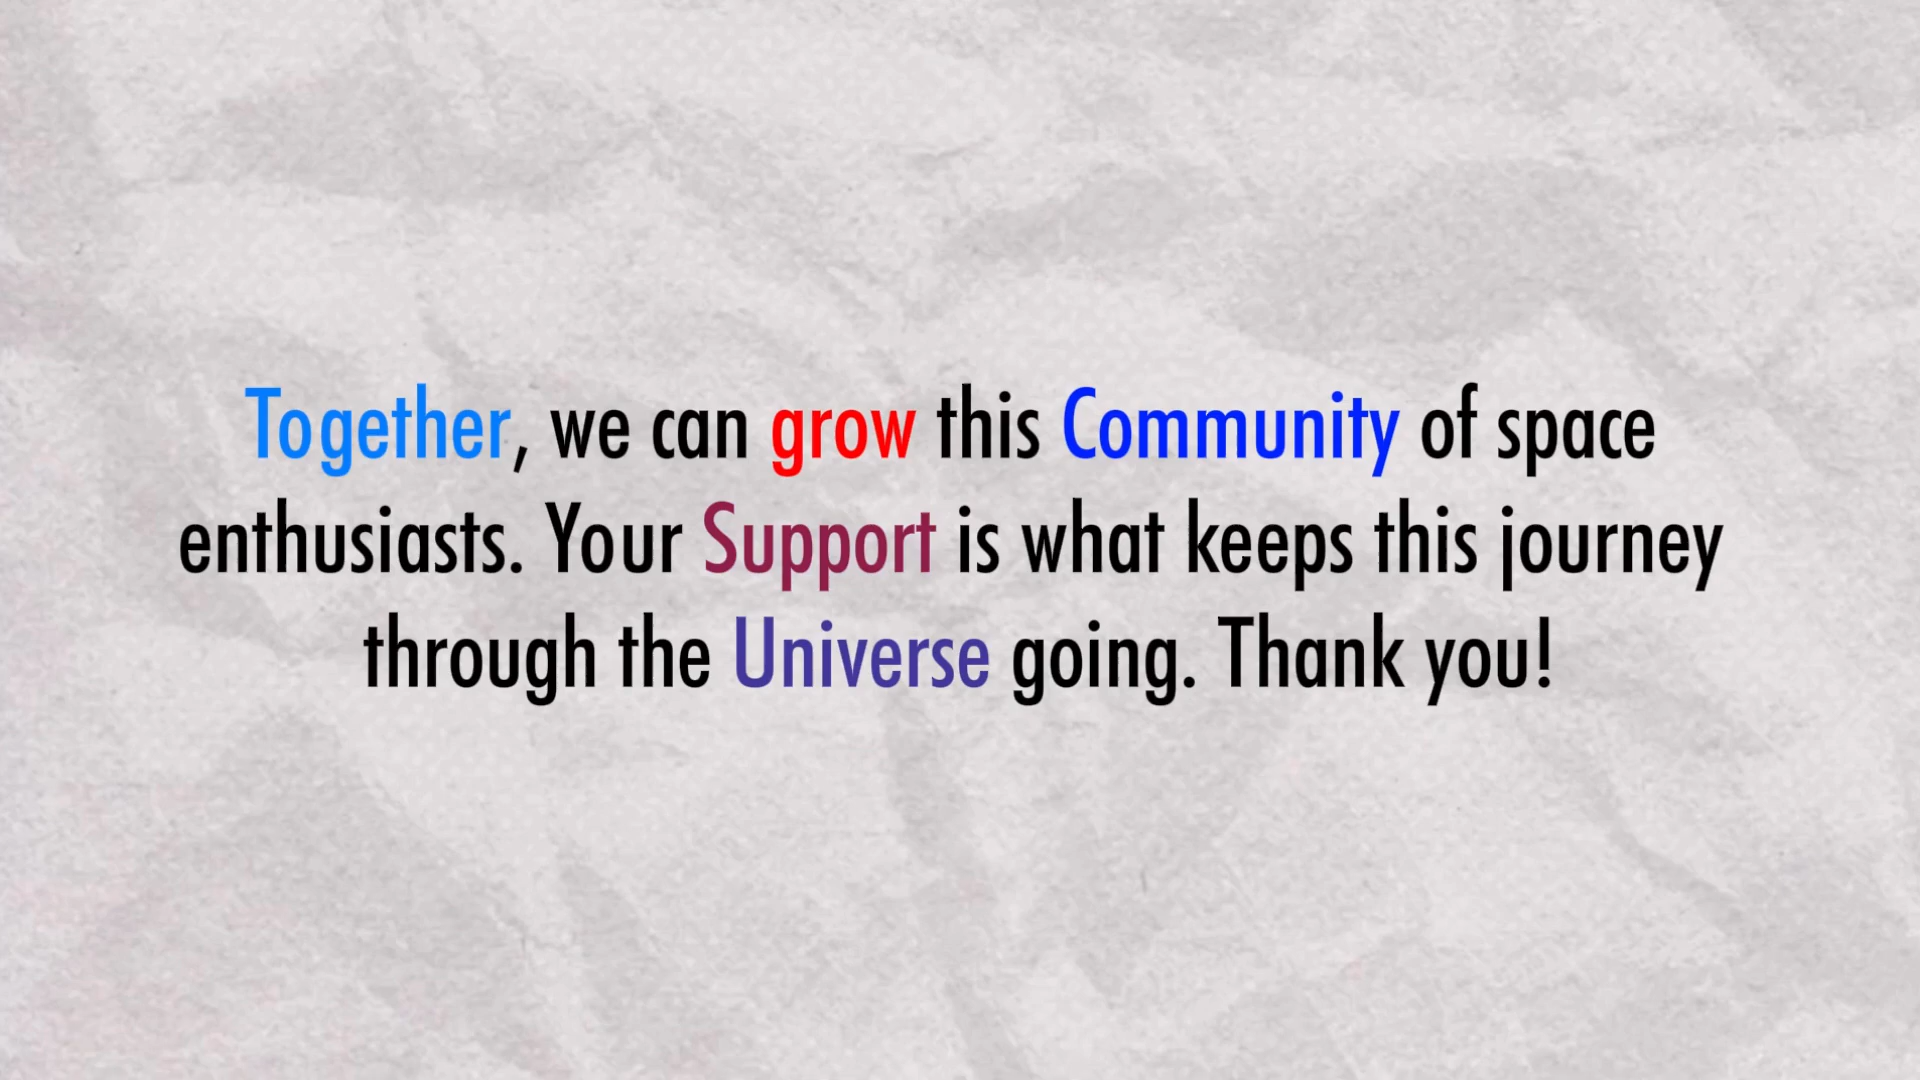 Together, we can grow this Community of space
enthusiasts. Your Support is what keeps this journey
through the Universe going. Thank you!